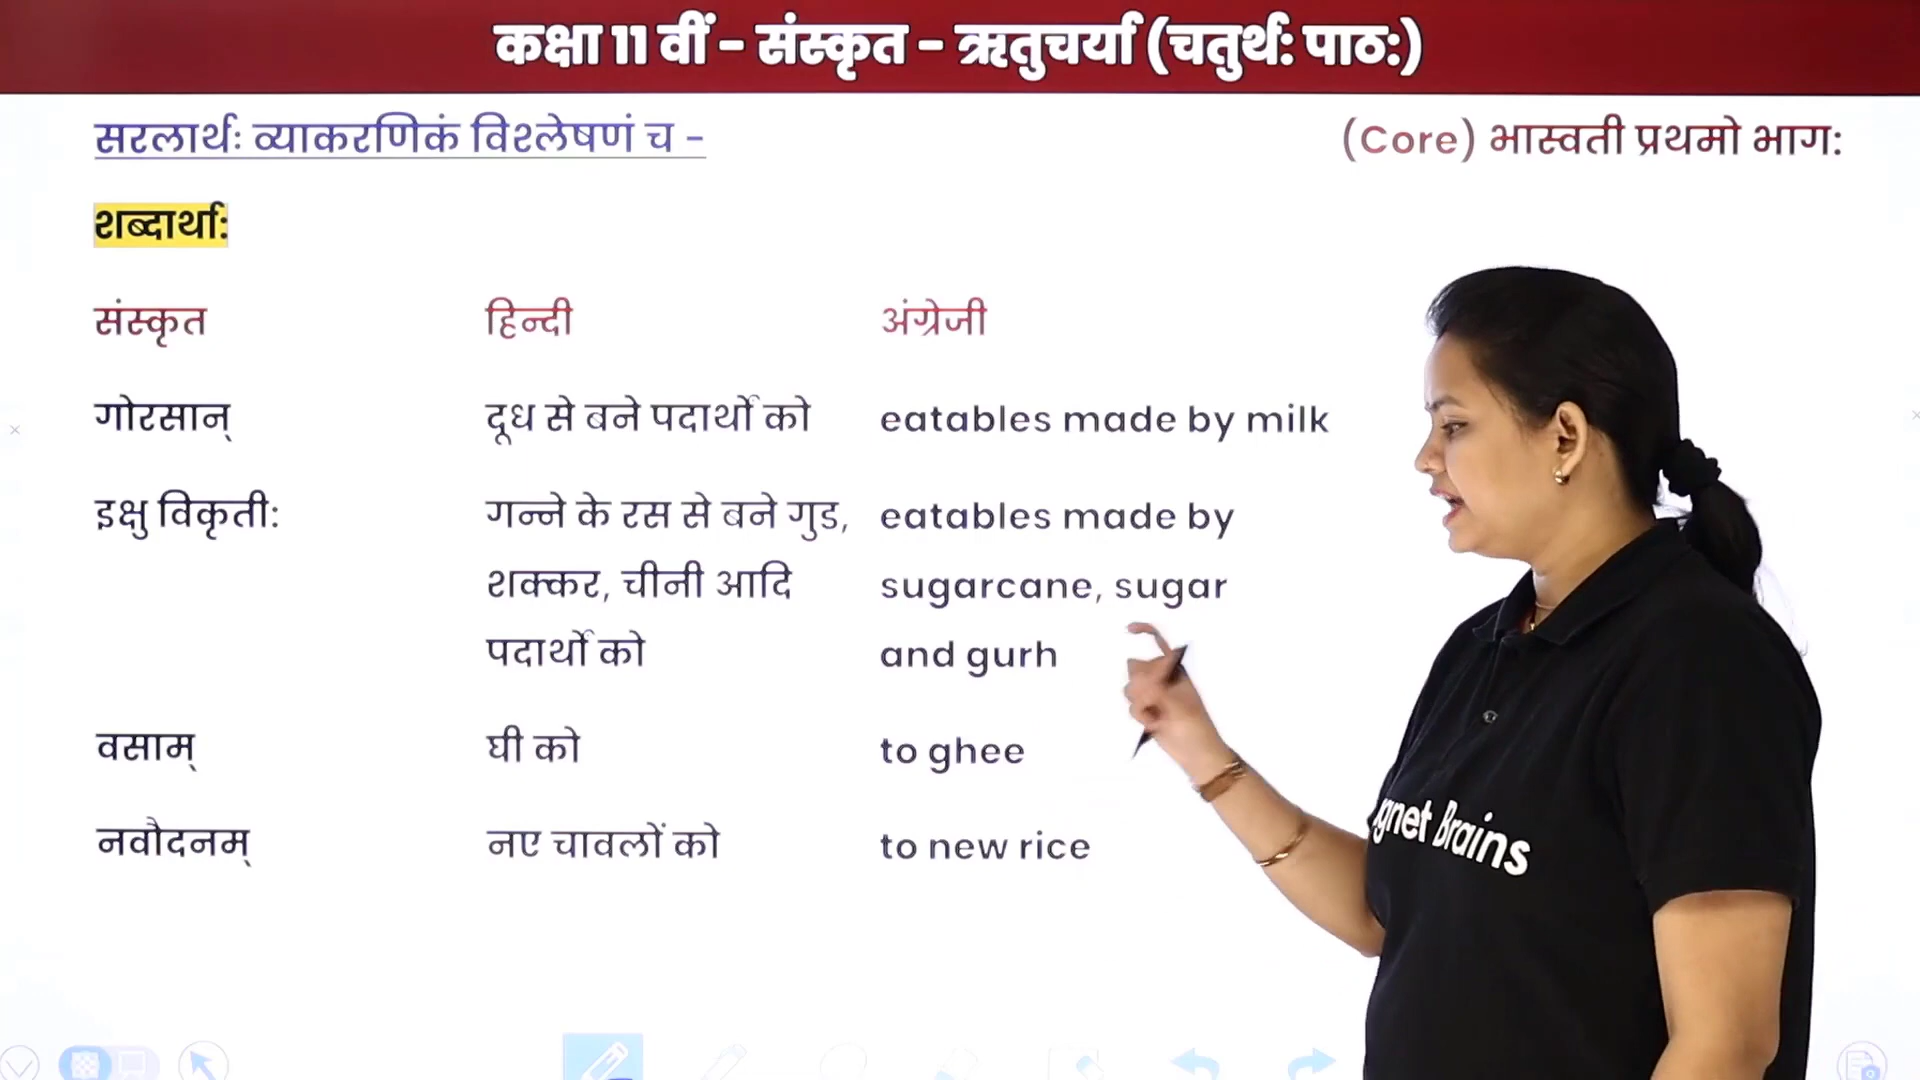 कक्षा 11 वीं - संस्कृत - ऋतुचर्या (चतुर्थ: पाठ:)
सरलार्थः व्याकरणिकं विश्लेषणं च -
(Core) भास्वती प्रथमो भाग:
शब्दार्था:
संस्कृत हिन्दी अंग्रेजी
गोरसान् दूध से बने पदार्थों को eatables made by milk
इक्षु विकृती: गन्ने के रस से बने गुड, eatables made by
शक्कर, चीनी आदि sugarcane, sugar
पदार्थों को and gurh
वसाम् घी को to ghee
नवौदनम् नए चावलों को to new rice
gnet Brains